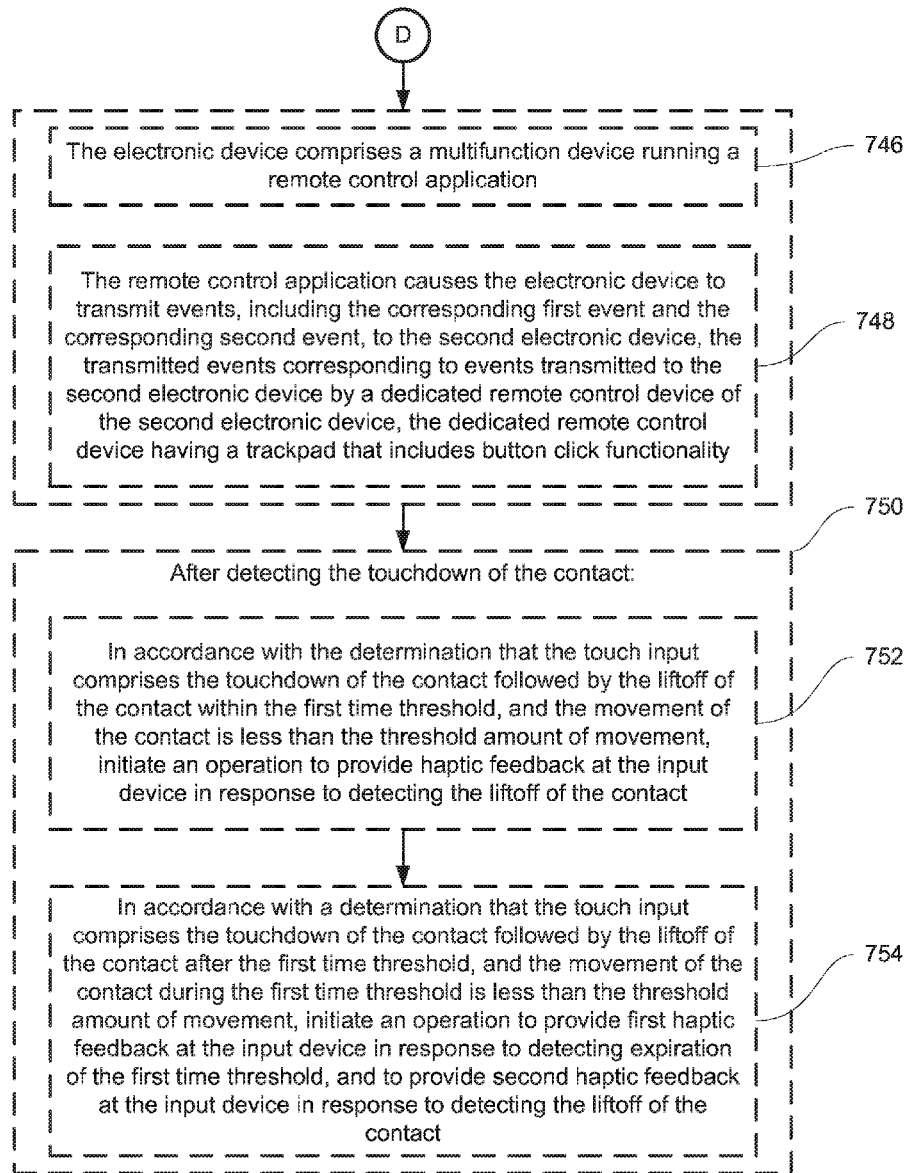 D
The electronic device comprises a multifunction device running a
remote control application
746
The remote control application causes the electronic device to
transmit events, including the corresponding first event and the
corresponding second event, to the second electronic device, the
transmitted events corresponding to events transmitted to the
second electronic device by a dedicated remote control device of
the second electronic device, the dedicated remote control
device having a trackpad that includes button click functionality
748
750
After detecting the touchdown of the contact:
In accordance with the determination that the touch input
comprises the touchdown of the contact followed by the liftoff of
the contact within the first time threshold, and the movement of
the contact is less than the threshold amount of movement,
initiate an operation to provide haptic feedback at the input
device in response to detecting the liftoff of the contact
752
In accordance with a determination that the touch input
comprises the touchdown of the contact followed by the liftoff of
the contact after the first time threshold, and the movement of the
contact during the first time threshold is less than the threshold
amount of movement, initiate an operation to provide first haptic
feedback at the input device in response to detecting expiration
of the first time threshold, and to provide second haptic feedback
at the input device in response to detecting the liftoff of the
contact
754